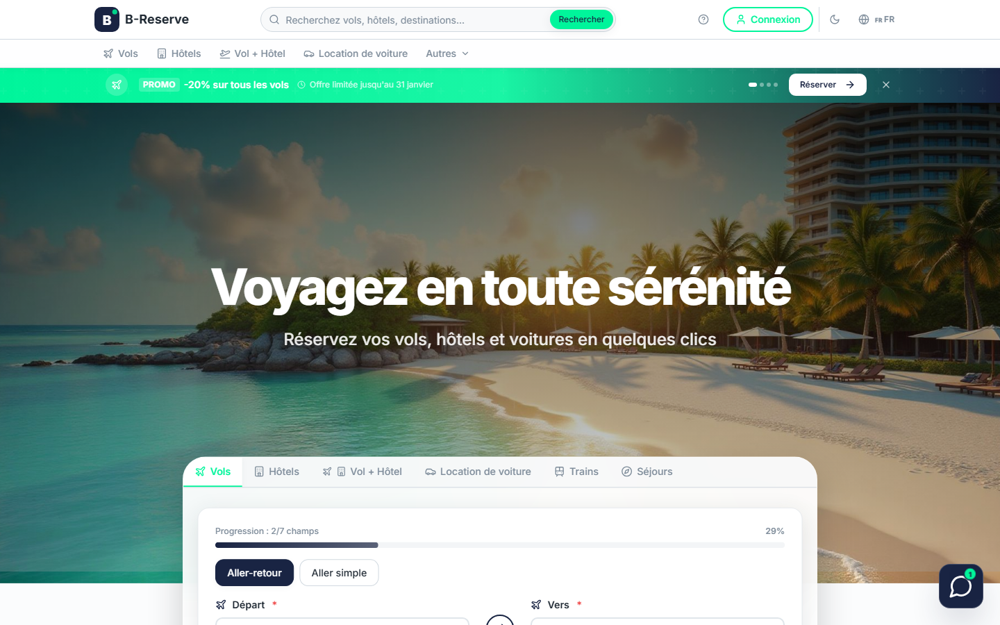 B B-Reserve
Recherchez vols, hôtels, destinations...
Rechercher
Connexion
FR FR
Vols
Hôtels
Vol + Hôtel
Location de voiture
Autres
PROMO -20% sur tous les vols
Offre limitée jusqu'au 31 janvier
Réserver
Voyagez en toute sérénité
Réservez vos vols, hôtels et voitures en quelques clics
Vols
Hôtels
Vol + Hôtel
Location de voiture
Trains
Séjours
Progression : 2/7 champs
29%
Aller-retour
Aller simple
Départ *
Vers *
1